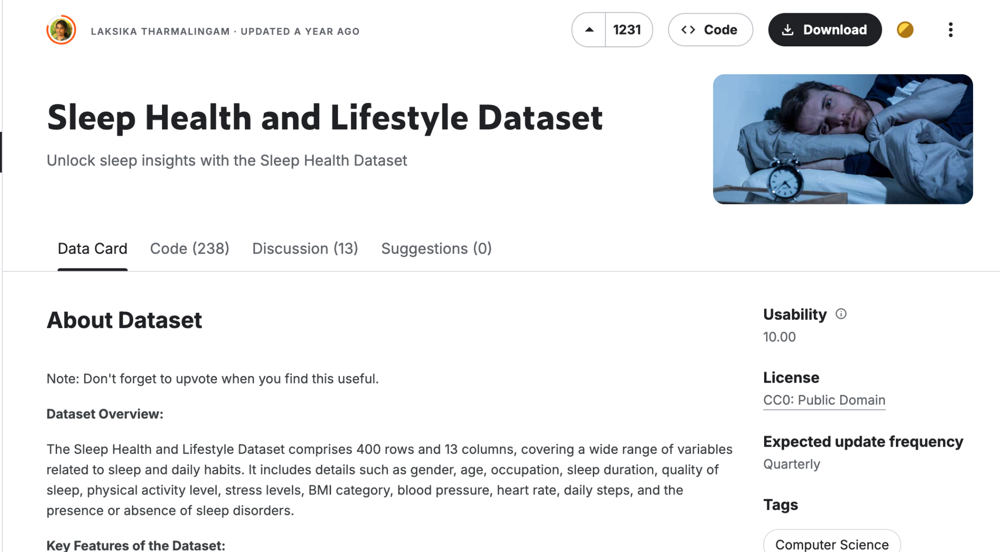 LAKSIKA THARMALINGAM · UPDATED A YEAR AGO
1231
Code
Download
Sleep Health and Lifestyle Dataset
Unlock sleep insights with the Sleep Health Dataset
Data Card
Code (238)
Discussion (13)
Suggestions (0)
About Dataset
Note: Don't forget to upvote when you find this useful.
Dataset Overview:
The Sleep Health and Lifestyle Dataset comprises 400 rows and 13 columns, covering a wide range of variables
related to sleep and daily habits. It includes details such as gender, age, occupation, sleep duration, quality of
sleep, physical activity level, stress levels, BMI category, blood pressure, heart rate, daily steps, and the
presence or absence of sleep disorders.
Key Features of the Dataset:
Usability
10.00
License
CC0: Public Domain
Expected update frequency
Quarterly
Tags
Computer Science